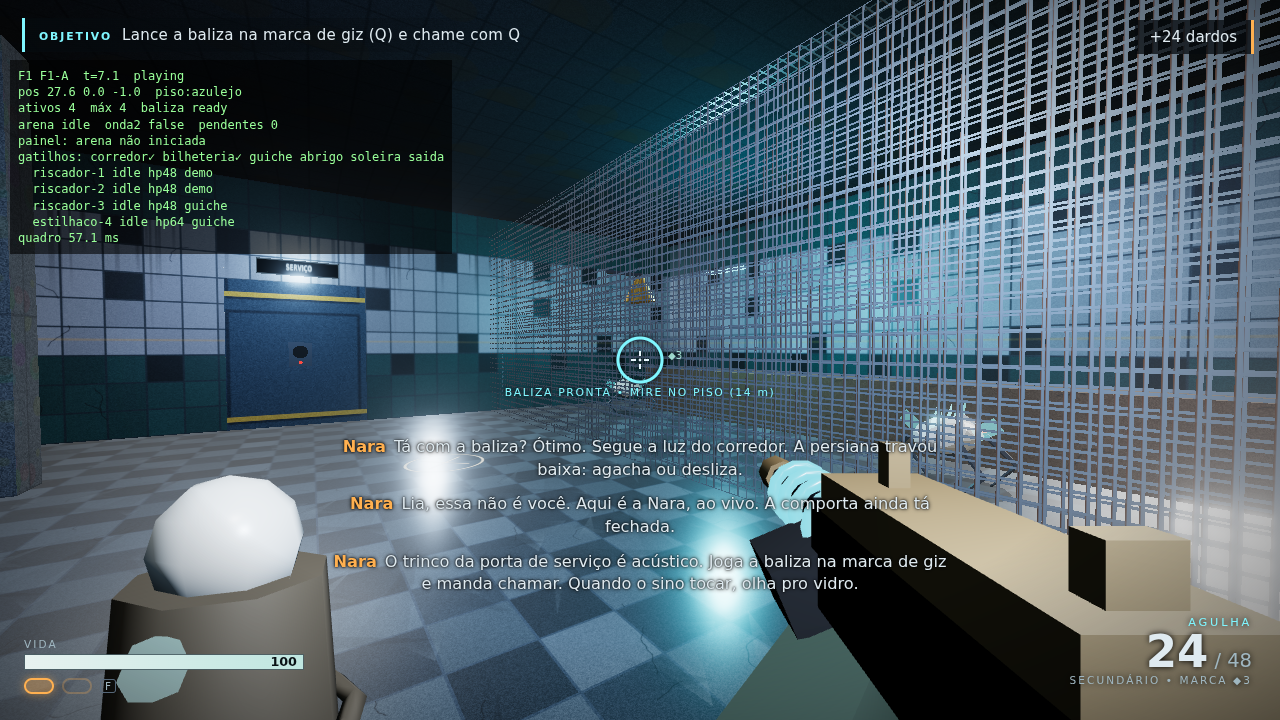 OBJETIVO Lance a baliza na marca de giz (Q) e chame com Q
+24 dardos
F1 F1-A t=7.1 playing
pos 27.6 0.0 -1.0 piso:azulejo
ativos 4 máx 4 baliza ready
arena idle onda2 false pendentes 0
painel: arena não iniciada
gatilhos: corredor✓ bilheteria✓ guiche abrigo soleira saida
riscador-1 idle hp48 demo
riscador-2 idle hp48 demo
riscador-3 idle hp48 guiche
estilhaco-4 idle hp64 guiche
quadro 57.1 ms
SERVIÇO
◆3
BALIZA PRONTA • MIRE NO PISO (14 m)
Nara Tá com a baliza? Ótimo. Segue a luz do corredor. A persiana travou
baixa: agacha ou desliza.
Nara Lia, essa não é você. Aqui é a Nara, ao vivo. A comporta ainda tá
fechada.
Nara O trinco da porta de serviço é acústico. Joga a baliza na marca de giz
e manda chamar. Quando o sino tocar, olha pro vidro.
VIDA
100
F
AGULHA
24 / 48
SECUNDÁRIO • MARCA ◆3